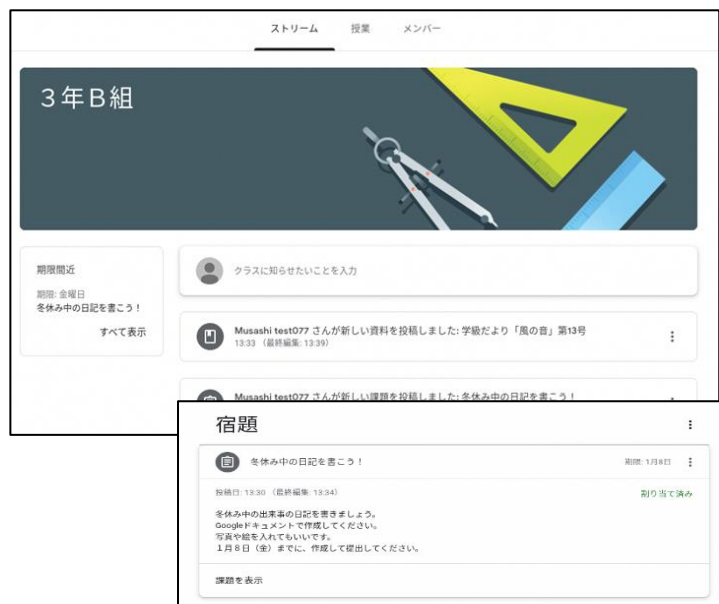 ストリーム 授業 メンバー
３年Ｂ組
期限間近
期限: 金曜日
冬休み中の日記を書こう！
すべて表示
クラスに知らせたいことを入力
Musashi test077 さんが新しい資料を投稿しました: 学級だより「風の音」第13号
13:33 （最終編集: 13:39）
Musashi test077 さんが新しい課題を投稿しました: 冬休み中の日記を書こう！
宿題
冬休み中の日記を書こう！ 期限: 1月8日
投稿日: 13:30 （最終編集: 13:34） 割り当て済み
冬休み中の出来事の日記を書きましょう。
Googleドキュメントで作成してください。
写真や絵を入れてもいいです。
１月８日（金）までに、作成して提出してください。
課題を表示